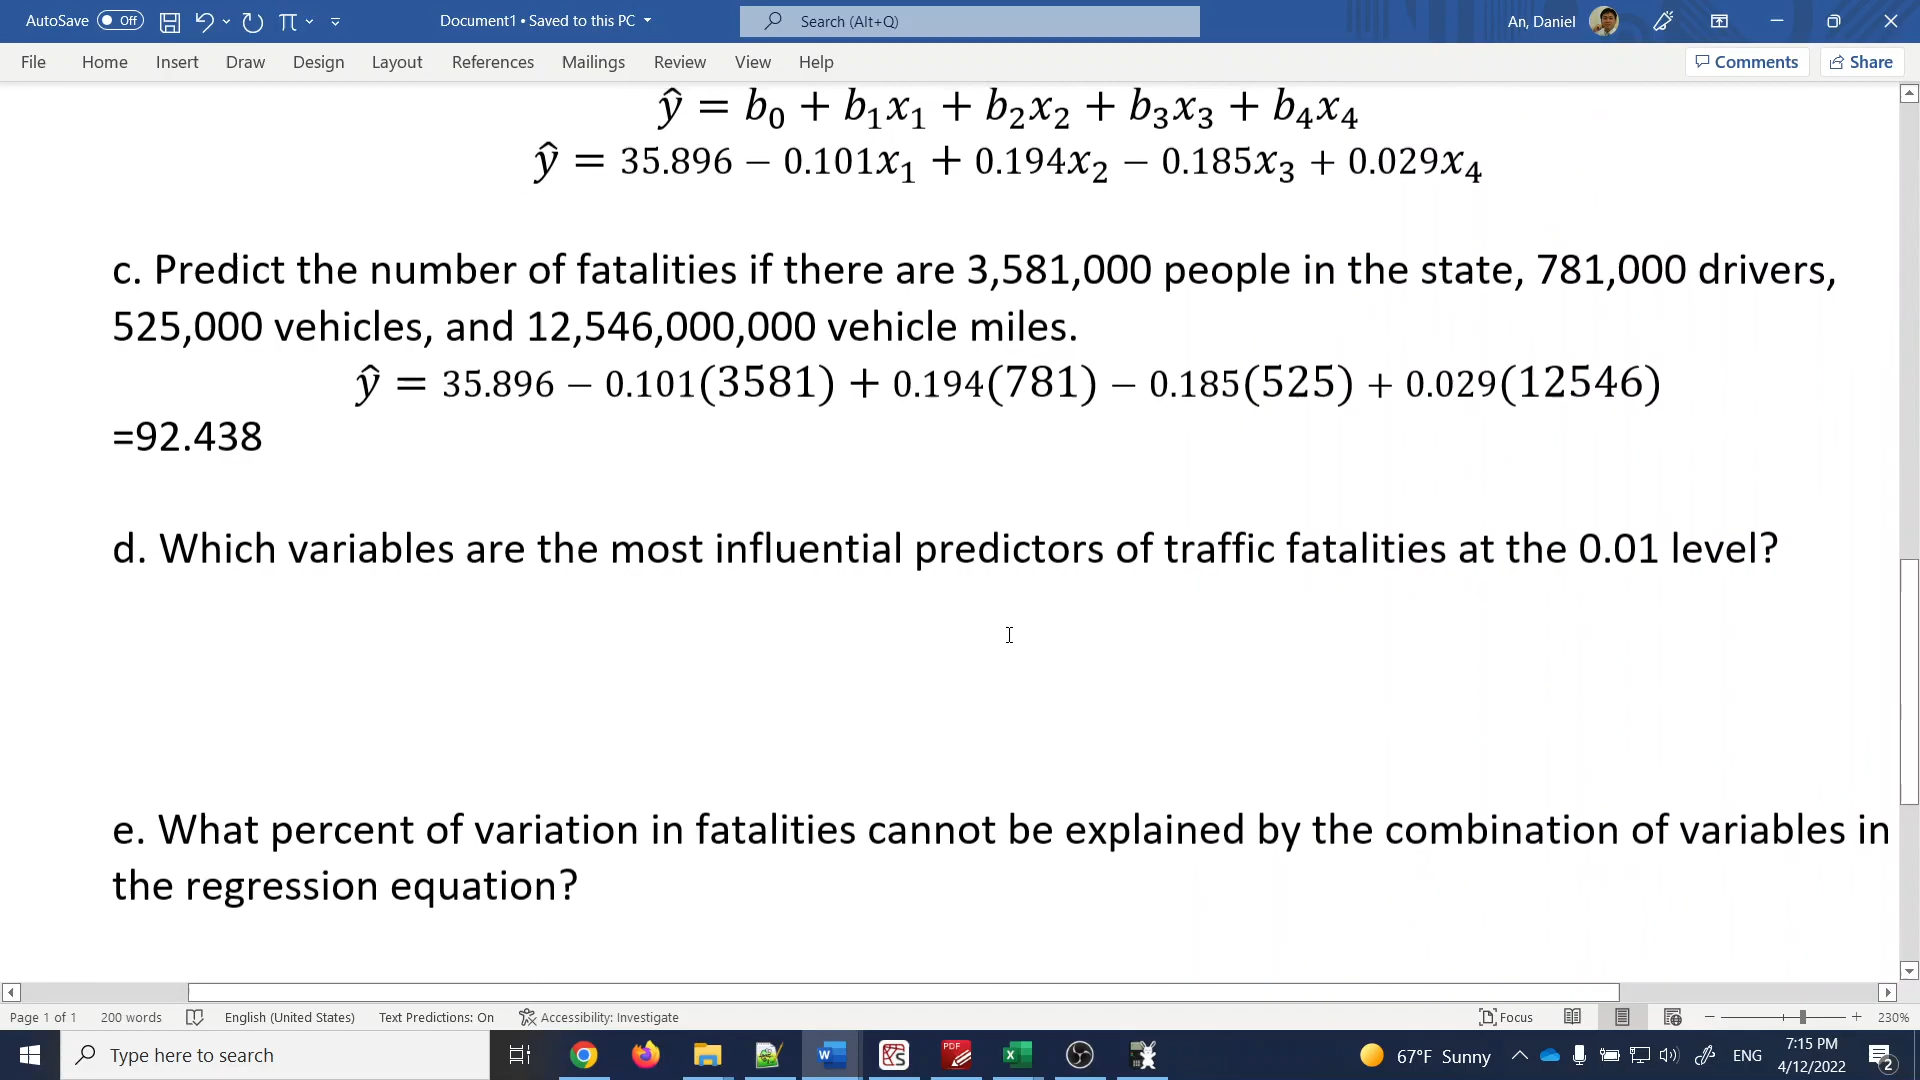 AutoSave Off Document1 • Saved to this PC Search (Alt+Q) An, Daniel
File Home Insert Draw Design Layout References Mailings Review View Help Comments Share
ŷ = b₀ + b₁x₁ + b₂x₂ + b₃x₃ + b₄x₄
ŷ = 35.896 − 0.101x₁ + 0.194x₂ − 0.185x₃ + 0.029x₄
c. Predict the number of fatalities if there are 3,581,000 people in the state, 781,000 drivers,
525,000 vehicles, and 12,546,000,000 vehicle miles.
ŷ = 35.896 − 0.101(3581) + 0.194(781) − 0.185(525) + 0.029(12546)
=92.438
d. Which variables are the most influential predictors of traffic fatalities at the 0.01 level?
e. What percent of variation in fatalities cannot be explained by the combination of variables in
the regression equation?
Page 1 of 1 200 words English (United States) Text Predictions: On Accessibility: Investigate Focus 230%
Type here to search PDF 67°F Sunny ENG 7:15 PM
4/12/2022 2